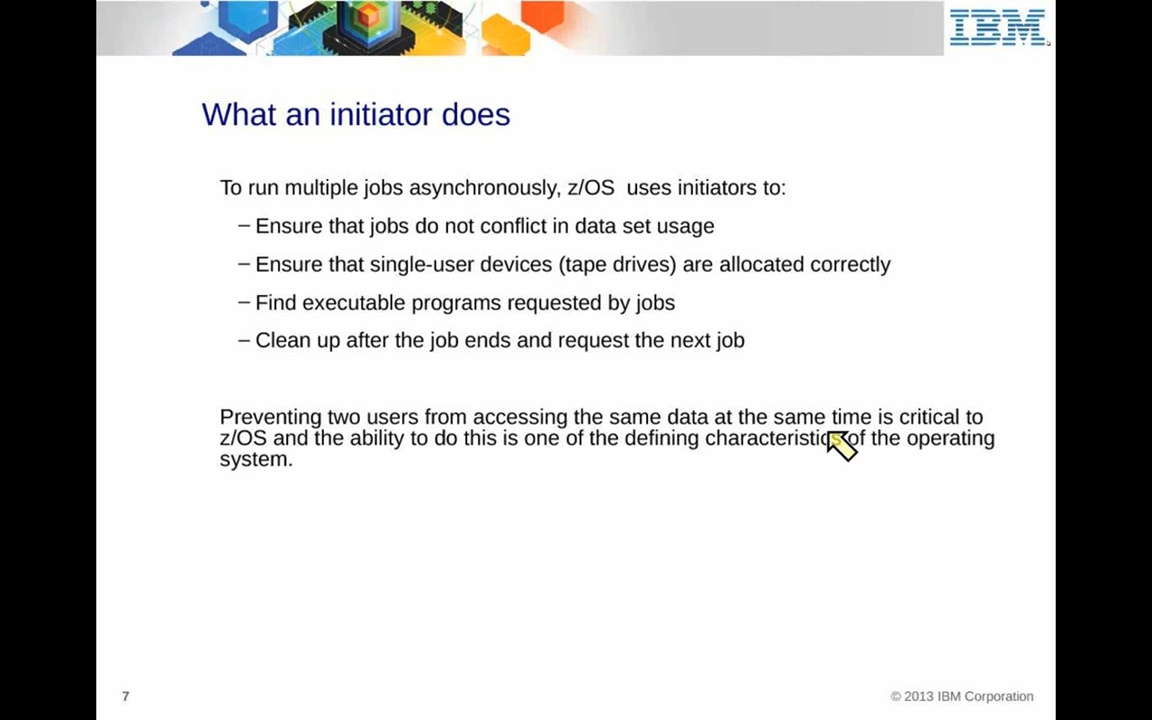 IBM
What an initiator does
To run multiple jobs asynchronously, z/OS  uses initiators to:
– Ensure that jobs do not conflict in data set usage
– Ensure that single-user devices (tape drives) are allocated correctly
– Find executable programs requested by jobs
– Clean up after the job ends and request the next job
Preventing two users from accessing the same data at the same time is critical to
z/OS and the ability to do this is one of the defining characteristics of the operating
system.
7
© 2013 IBM Corporation